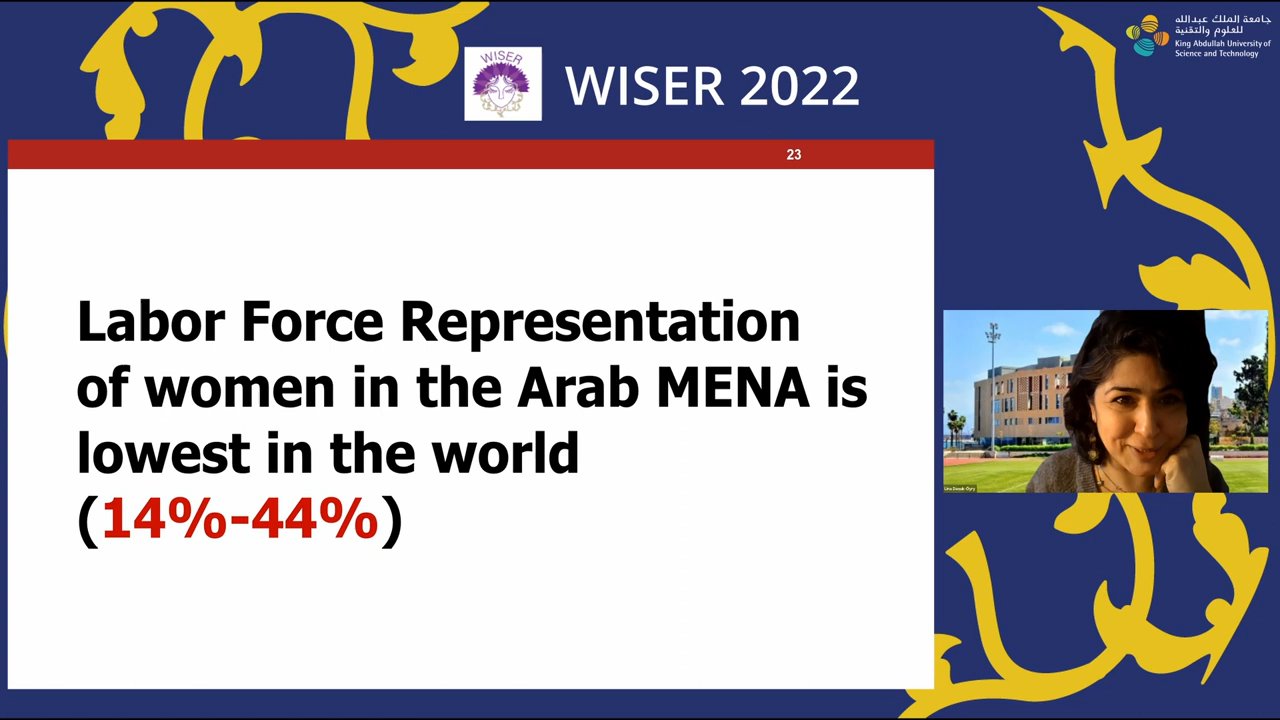 جامعة الملك عبدالله
للعلوم والتقنية
King Abdullah University of
Science and Technology
WISER
WISER 2022
23
Labor Force Representation
of women in the Arab MENA is
lowest in the world
(14%-44%)